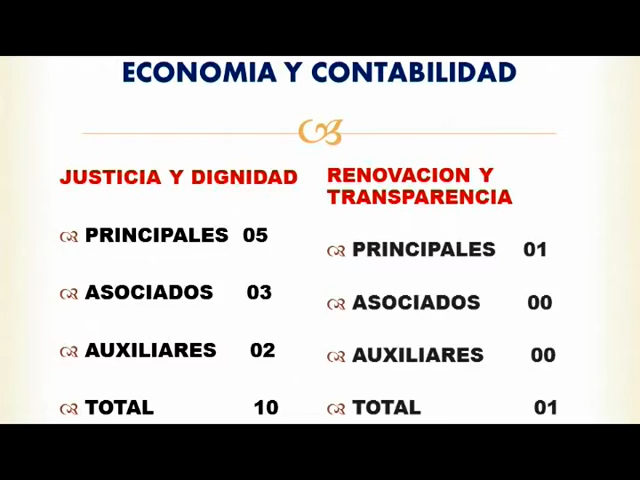 ECONOMIA Y CONTABILIDAD
JUSTICIA Y DIGNIDAD
PRINCIPALES 05
ASOCIADOS 03
AUXILIARES 02
TOTAL 10
RENOVACION Y
TRANSPARENCIA
PRINCIPALES 01
ASOCIADOS 00
AUXILIARES 00
TOTAL 01